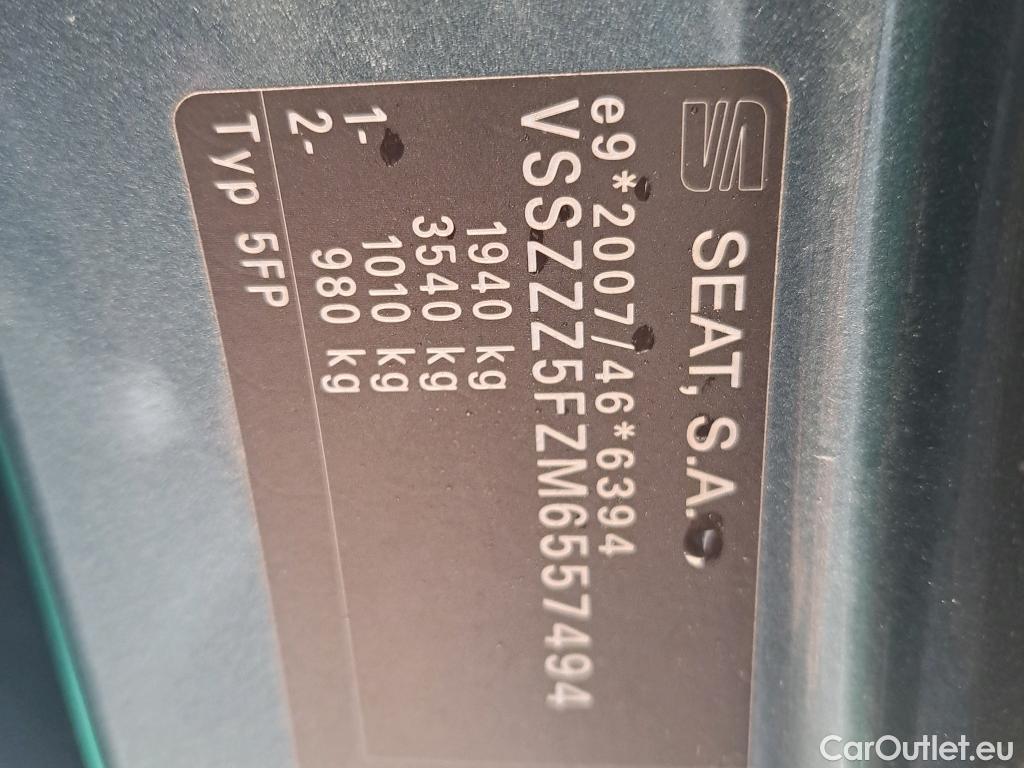 SEAT, S.A.,
e9*2007/46*6394
VSSZZZ5FZM6557494
1940 kg
3540 kg
1- 1010 kg
2- 980 kg
Typ 5FP
CarOutlet.eu